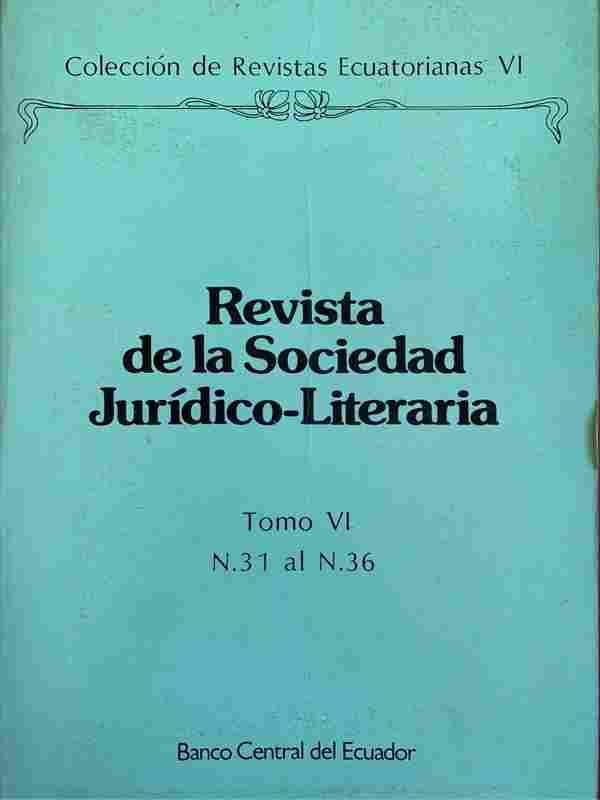 Colección de Revistas Ecuatorianas VI
Revista
de la Sociedad
Jurídico-Literaria
Tomo VI
N.31 al N.36
Banco Central del Ecuador